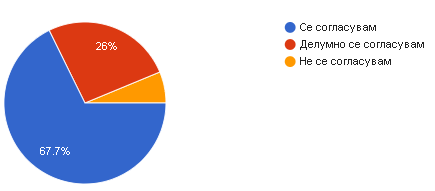 Се согласувам
Делумно се согласувам
Не се согласувам
26%
67.7%